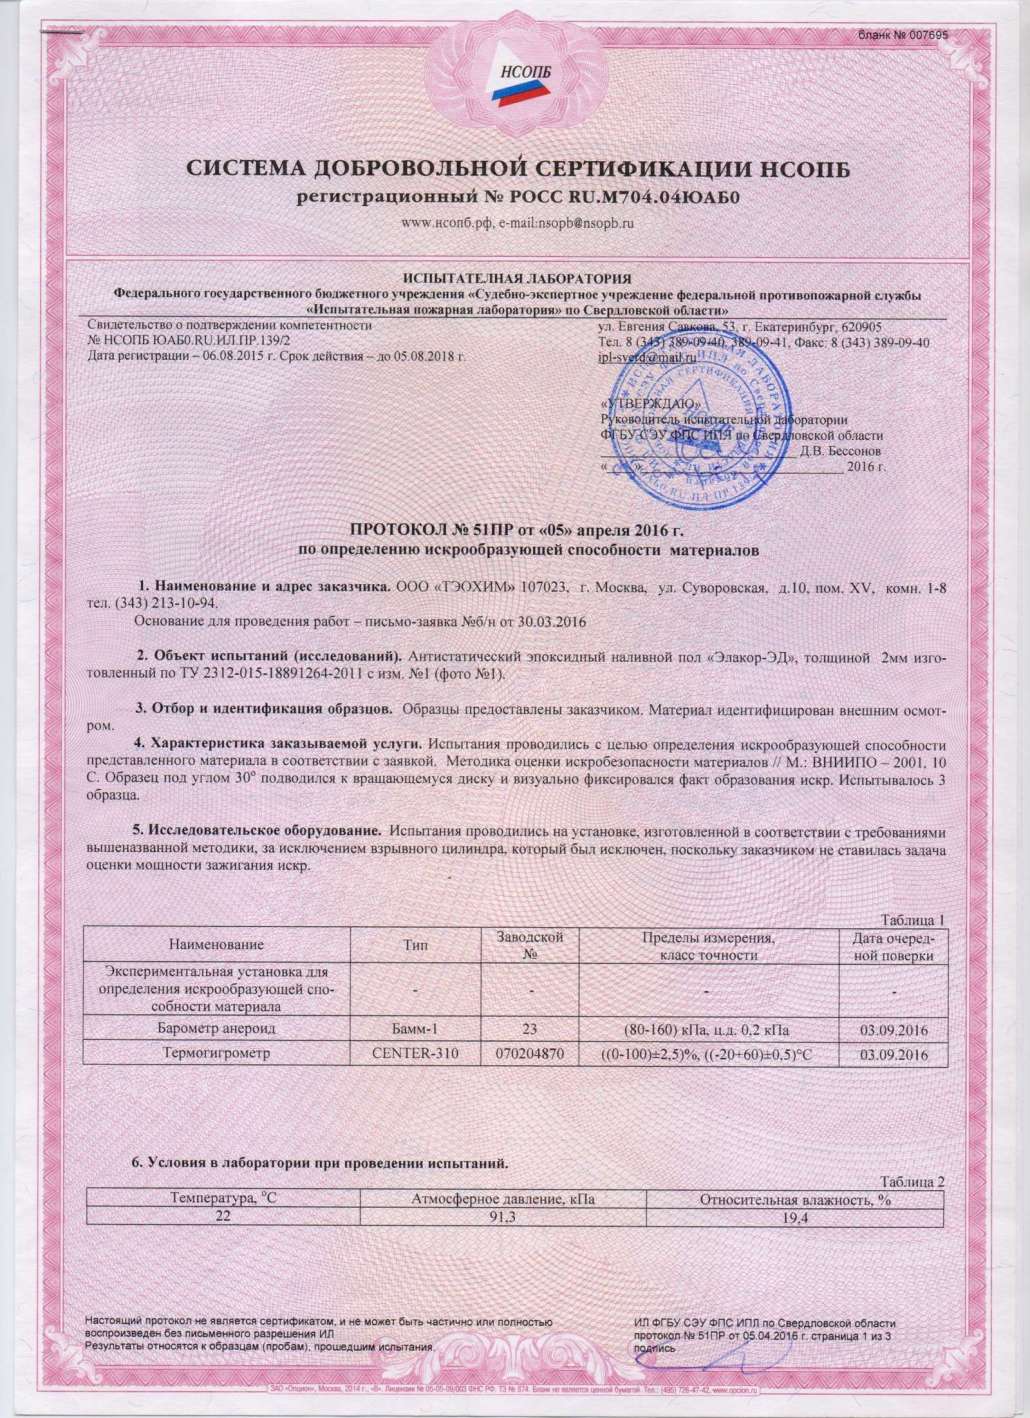 бланк № 007695
НСОПБ
СИСТЕМА ДОБРОВОЛЬНОЙ СЕРТИФИКАЦИИ НСОПБ
регистрационный № РОСС RU.М704.04ЮАБ0
www.нсопб.рф, e-mail:nsopb@nsopb.ru
ИСПЫТАТЕЛНАЯ ЛАБОРАТОРИЯ
Федерального государственного бюджетного учреждения «Судебно-экспертное учреждение федеральной противопожарной службы
«Испытательная пожарная лаборатория» по Свердловской области»
Свидетельство о подтверждении компетентности
№ НСОПБ ЮАБ0.RU.ИЛ.ПР.139/2
Дата регистрации – 06.08.2015 г. Срок действия – до 05.08.2018 г.
ул. Евгения Савкова, 53, г. Екатеринбург, 620905
Тел. 8 (343) 389-09-40, 389-09-41, Факс: 8 (343) 389-09-40
ipl-sverd@mail.ru
«УТВЕРЖДАЮ»
Руководитель испытательной лаборатории
ФГБУ СЭУ ФПС ИПЛ по Свердловской области
Д.В. Бессонов
« » 2016 г.
ПРОТОКОЛ № 51ПР от «05» апреля 2016 г.
по определению искрообразующей способности материалов
1. Наименование и адрес заказчика. ООО «ТЭОХИМ» 107023, г. Москва, ул. Суворовская, д.10, пом. XV, комн. 1-8
тел. (343) 213-10-94.
Основание для проведения работ – письмо-заявка №б/н от 30.03.2016
2. Объект испытаний (исследований). Антистатический эпоксидный наливной пол «Элакор-ЭД», толщиной 2мм изго-
товленный по ТУ 2312-015-18891264-2011 с изм. №1 (фото №1).
3. Отбор и идентификация образцов. Образцы предоставлены заказчиком. Материал идентифицирован внешним осмот-
ром.
4. Характеристика заказываемой услуги. Испытания проводились с целью определения искрообразующей способности
представленного материала в соответствии с заявкой. Методика оценки искробезопасности материалов // М.: ВНИИПО – 2001, 10
С. Образец под углом 30° подводился к вращающемуся диску и визуально фиксировался факт образования искр. Испытывалось 3
образца.
5. Исследовательское оборудование. Испытания проводились на установке, изготовленной в соответствии с требованиями
вышеназванной методики, за исключением взрывного цилиндра, который был исключен, поскольку заказчиком не ставилась задача
оценки мощности зажигания искр.
Таблица 1
Наименование Тип Заводской № Пределы измерения, класс точности Дата очеред-ной поверки
Экспериментальная установка для
определения искрообразующей спо- - - - -
собности материала
Барометр анероид Бамм-1 23 (80-160) кПа, ц.д. 0,2 кПа 03.09.2016
Термогигрометр CENTER-310 070204870 ((0-100)±2,5)%, ((-20+60)±0,5)°С 03.09.2016
6. Условия в лаборатории при проведении испытаний.
Таблица 2
Температура, °С Атмосферное давление, кПа Относительная влажность, %
22 91,3 19,4
Настоящий протокол не является сертификатом, и не может быть частично или полностью
воспроизведен без письменного разрешения ИЛ
Результаты относятся к образцам (пробам), прошедшим испытания.
ИЛ ФГБУ СЭУ ФПС ИПЛ по Свердловской области
протокол № 51ПР от 05.04.2016 г. страница 1 из 3
подпись
ЗАО «Опцион», Москва, 2014 г., «В». Лицензия № 05-05-09/003 ФНС РФ. ТЗ № 874. Бланк не является ценной бумагой. Тел.: (495) 726-47-42, www.opcion.ru